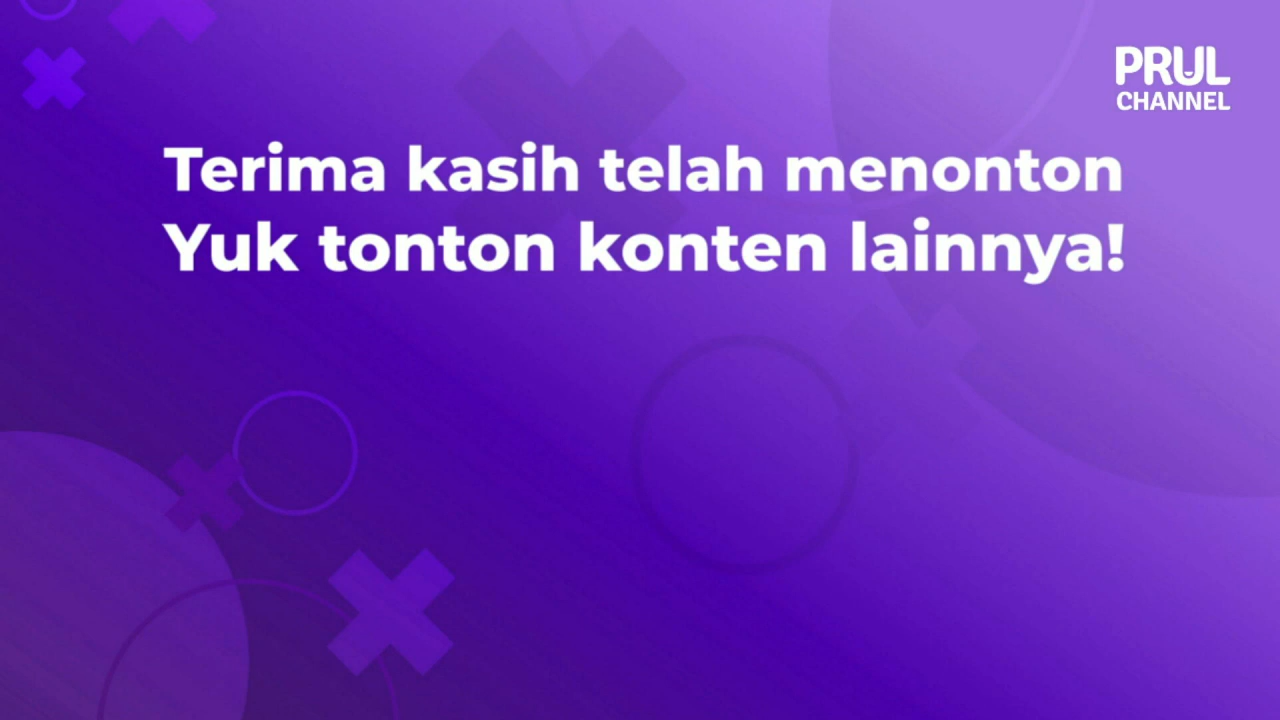 PRUL
CHANNEL
Terima kasih telah menonton
Yuk tonton konten lainnya!